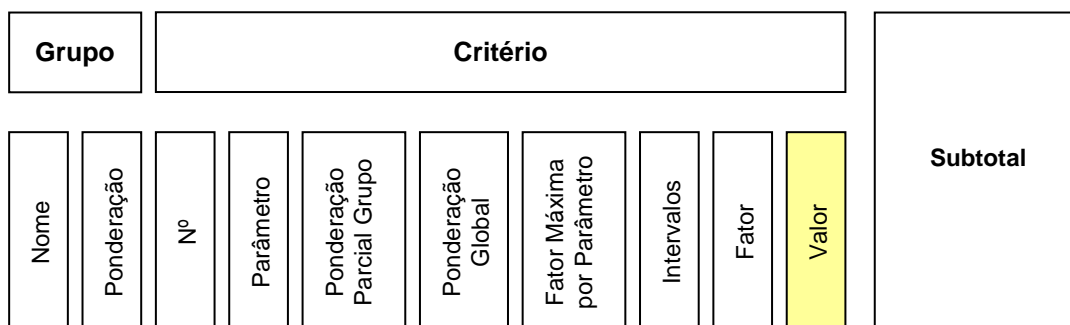 Grupo
Critério
Subtotal
Nome
Ponderação
Nº
Parâmetro
Ponderação
Parcial Grupo
Ponderação
Global
Fator Máxima
por Parâmetro
Intervalos
Fator
Valor